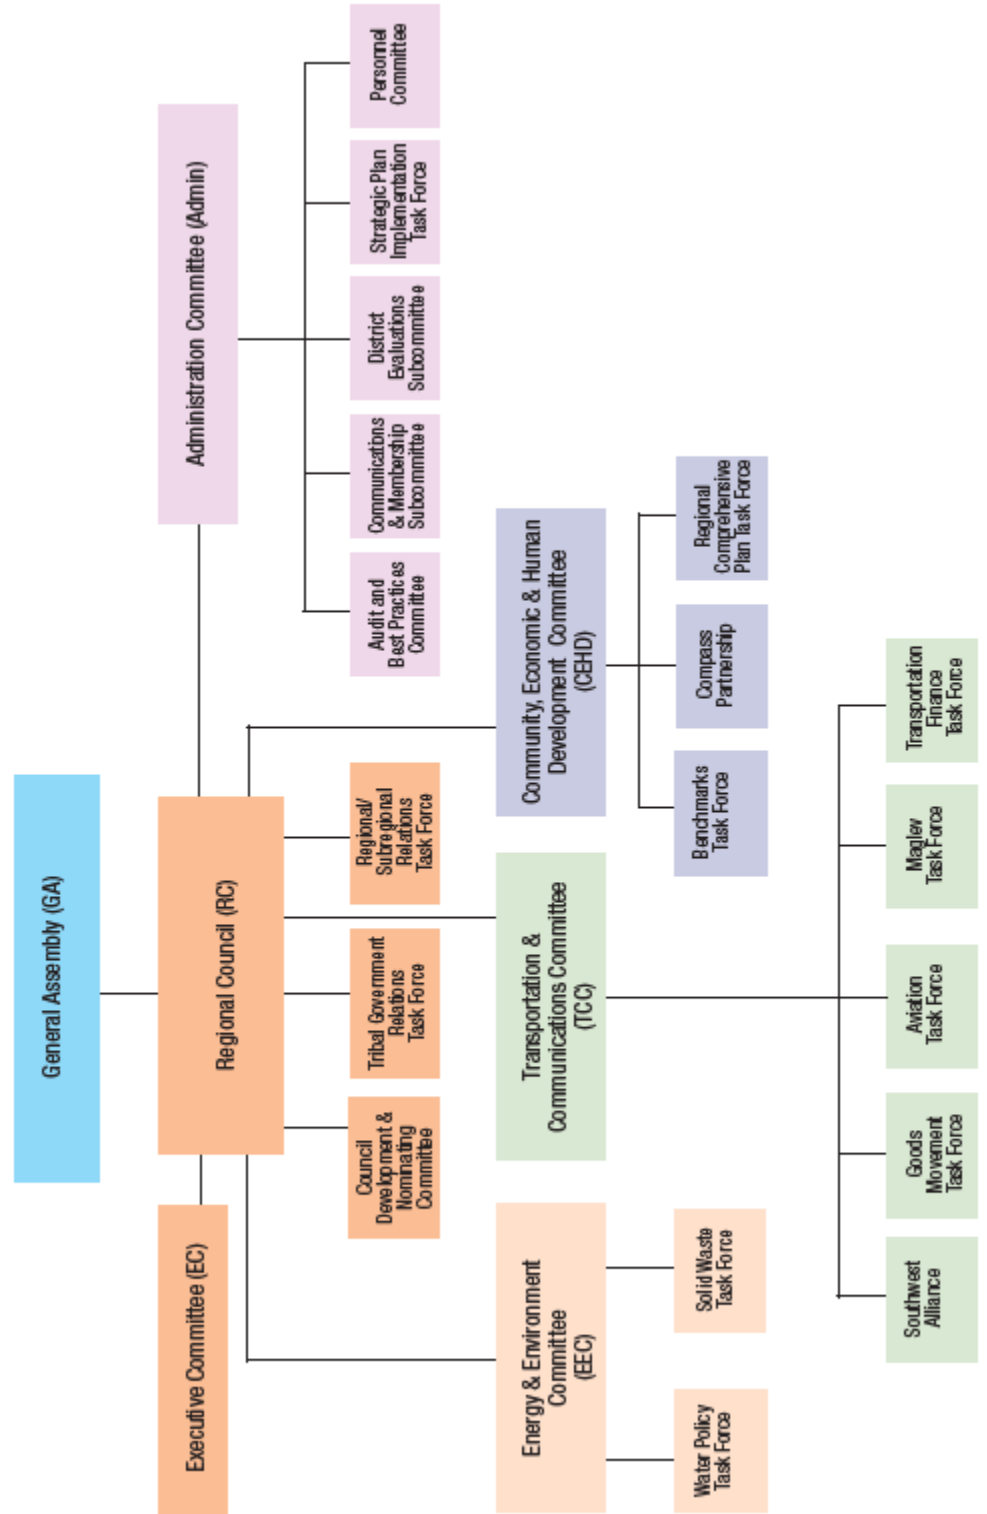 General Assembly (GA)
Executive Committee (EC)
Regional Council (RC)
Administration Committee (Admin)
Council
Development &
Nominating
Committee
Tribal Government
Relations
Task Force
Regional/
Subregional
Relations
Task Force
Audit and
Best Practices
Committee
Communications
& Membership
Subcommittee
District
Evaluations
Subcommittee
Strategic Plan
Implementation
Task Force
Personnel
Committee
Energy & Environment
Committee
(EEC)
Transportation &
Communications Committee
(TCC)
Community, Economic & Human
Development Committee
(CEHD)
Water Policy
Task Force
Solid Waste
Task Force
Benchmarks
Task Force
Compass
Partnership
Regional
Comprehensive
Plan Task Force
Southwest
Alliance
Goods
Movement
Task Force
Aviation
Task Force
Maglev
Task Force
Transportation
Finance
Task Force